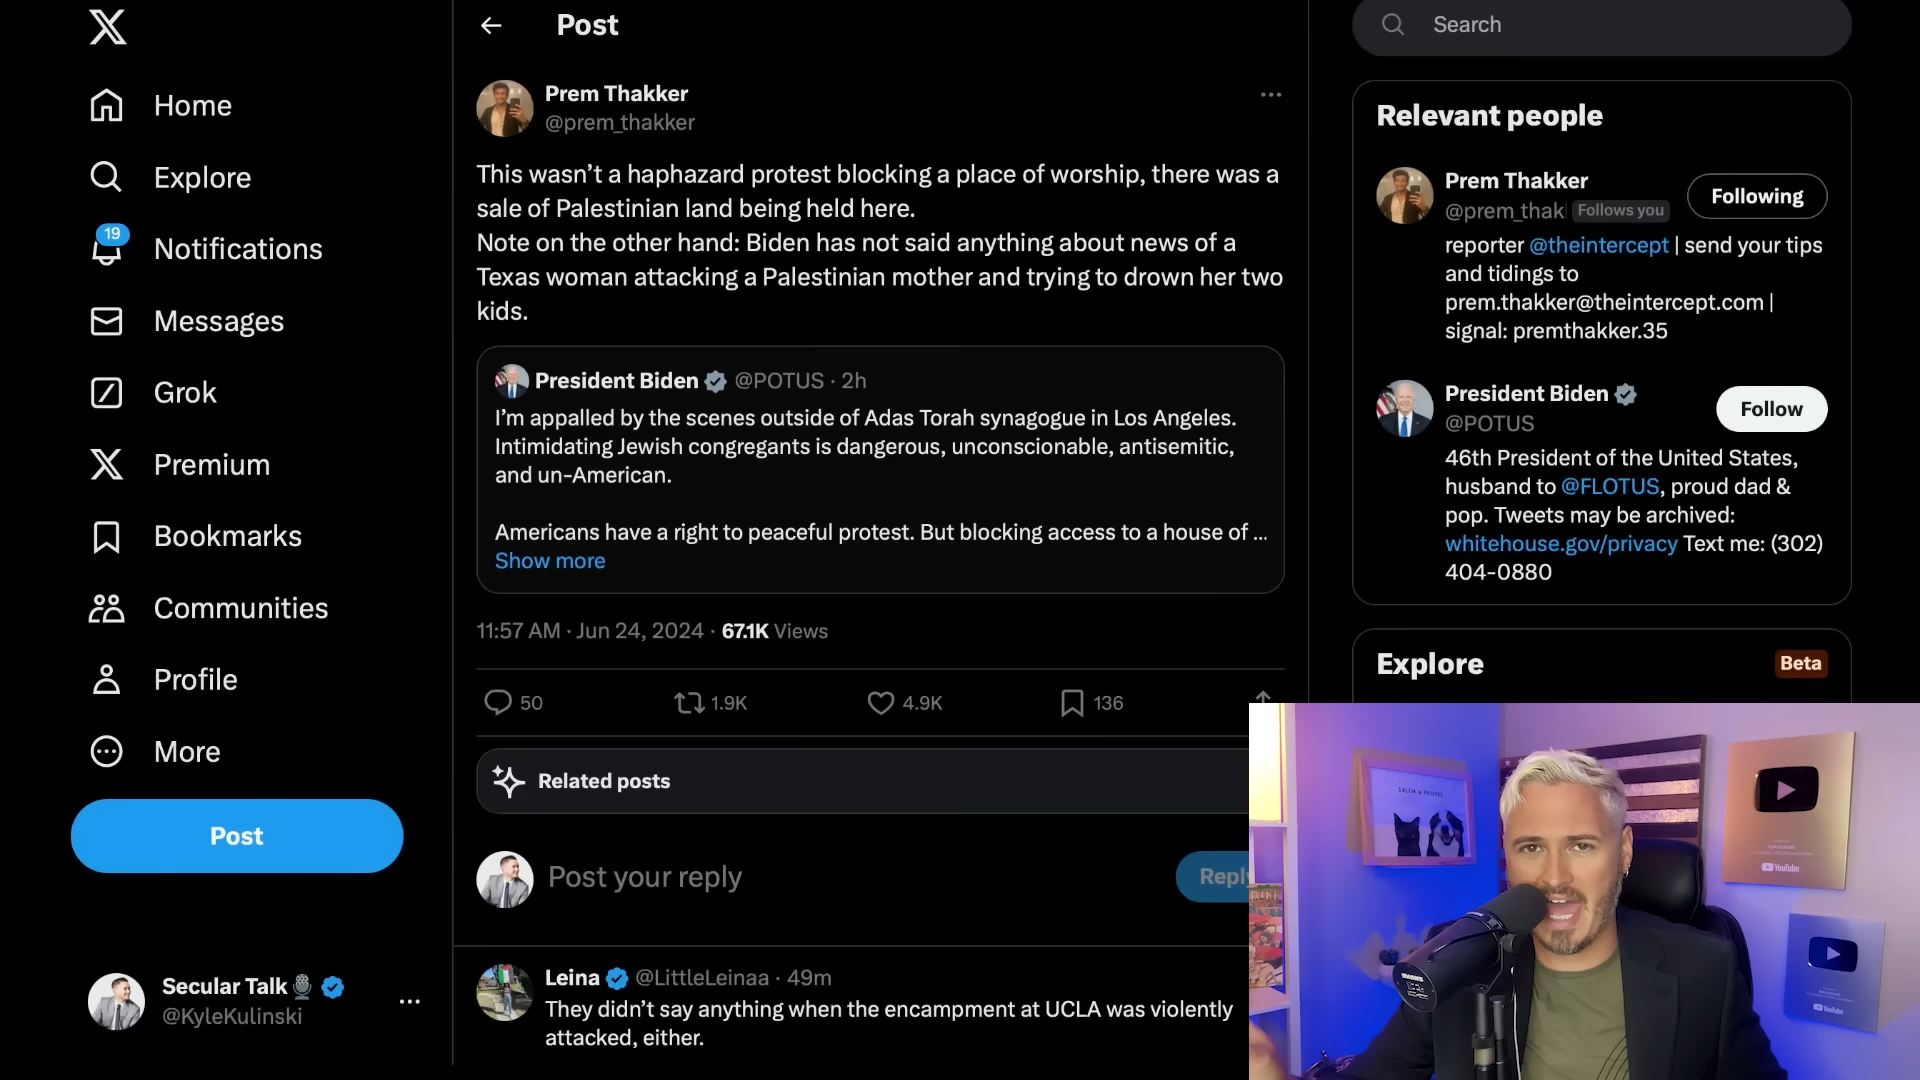 Home
Explore
19
Notifications
Messages
Grok
Premium
Bookmarks
Communities
Profile
More
Post
Secular Talk
@KyleKulinski
Post
Prem Thakker
@prem_thakker
This wasn't a haphazard protest blocking a place of worship, there was a
sale of Palestinian land being held here.
Note on the other hand: Biden has not said anything about news of a
Texas woman attacking a Palestinian mother and trying to drown her two
kids.
President Biden @POTUS · 2h
I'm appalled by the scenes outside of Adas Torah synagogue in Los Angeles.
Intimidating Jewish congregants is dangerous, unconscionable, antisemitic,
and un-American.
Americans have a right to peaceful protest. But blocking access to a house of ...
Show more
11:57 AM · Jun 24, 2024 · 67.1K Views
50 1.9K 4.9K 136
Related posts
Post your reply
Reply
Leina @LittleLeinaa · 49m
They didn't say anything when the encampment at UCLA was violently
attacked, either.
Search
Relevant people
Prem Thakker
@prem_thak Follows you
Following
reporter @theintercept | send your tips
and tidings to
prem.thakker@theintercept.com |
signal: premthakker.35
President Biden
@POTUS
Follow
46th President of the United States,
husband to @FLOTUS, proud dad &
pop. Tweets may be archived:
whitehouse.gov/privacy Text me: (302)
404-0880
Explore
Beta
SALEM & PHOEBE
YouTube
YouTube